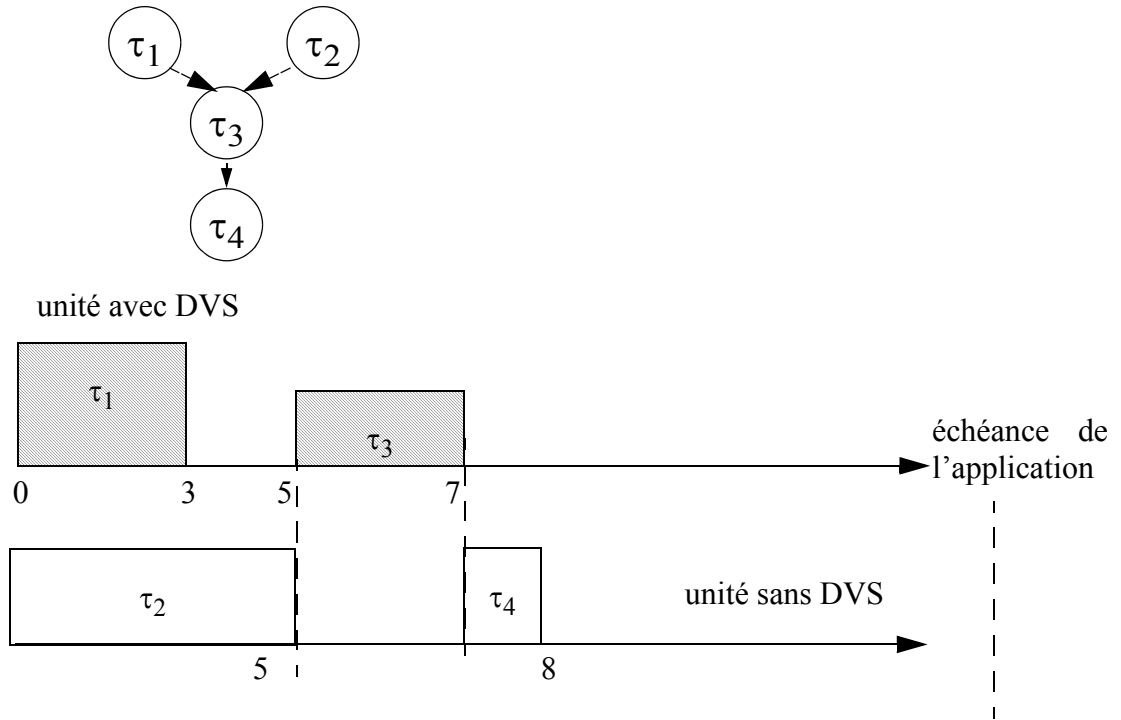 τ1 τ2
τ3
τ4
unité avec DVS
τ1
τ3
échéance de
l'application
0 3 5 7
τ2
τ4
unité sans DVS
5 8